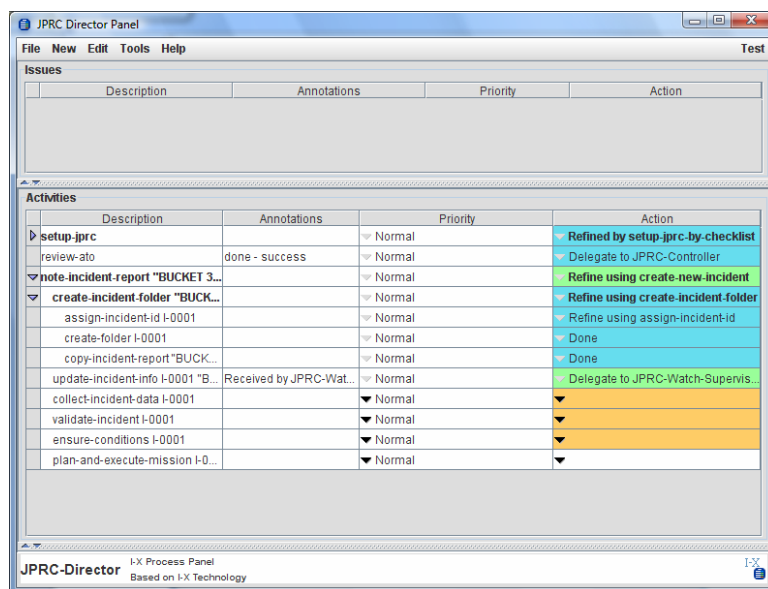 JPRC Director Panel
File New Edit Tools Help Test
Issues
Description Annotations Priority Action
Activities
Description Annotations Priority Action
setup-jprc Normal Refined by setup-jprc-by-checklist
review-ato done - success Normal Delegate to JPRC-Controller
note-incident-report "BUCKET 3... Normal Refine using create-new-incident
create-incident-folder "BUCK... Normal Refine using create-incident-folder
assign-incident-id I-0001 Normal Refine using assign-incident-id
create-folder I-0001 Normal Done
copy-incident-report "BUCK... Normal Done
update-incident-info I-0001 "B... Received by JPRC-Wat... Normal Delegate to JPRC-Watch-Supervis...
collect-incident-data I-0001 Normal
validate-incident I-0001 Normal
ensure-conditions I-0001 Normal
plan-and-execute-mission I-0... Normal
JPRC-Director I-X Process Panel I-X
Based on I-X Technology